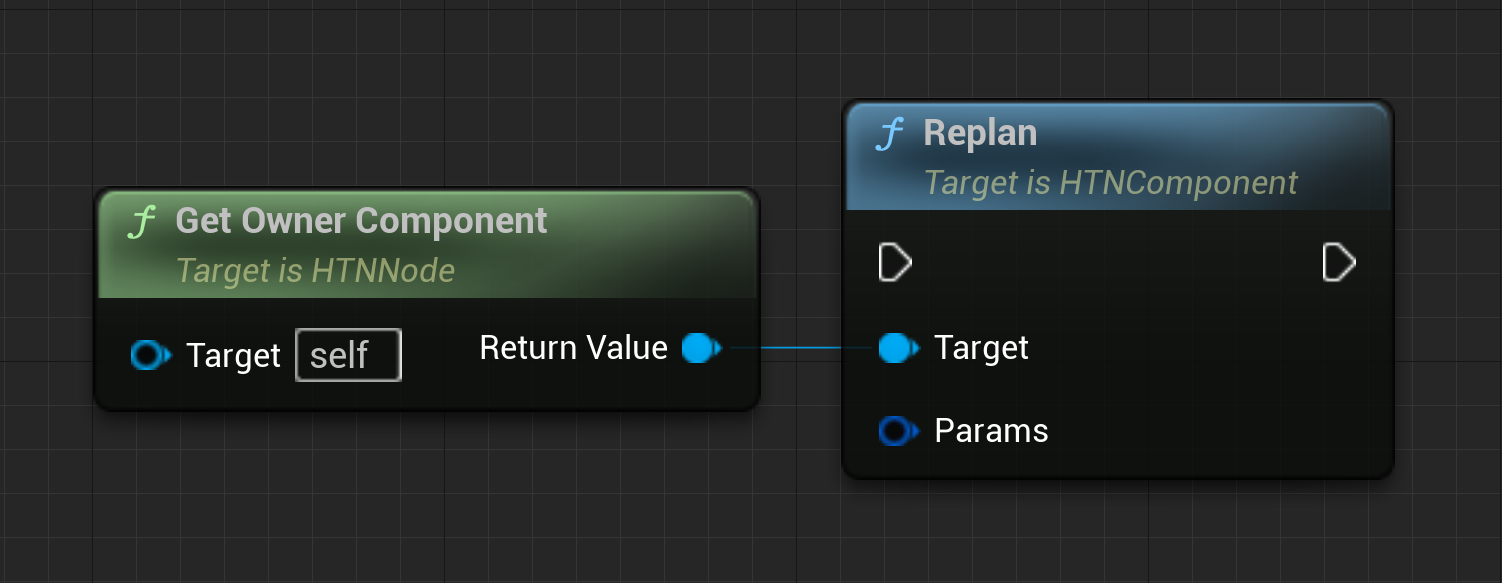 Get Owner Component
Target is HTNNode
Target self
Return Value
Replan
Target is HTNComponent
Target
Params